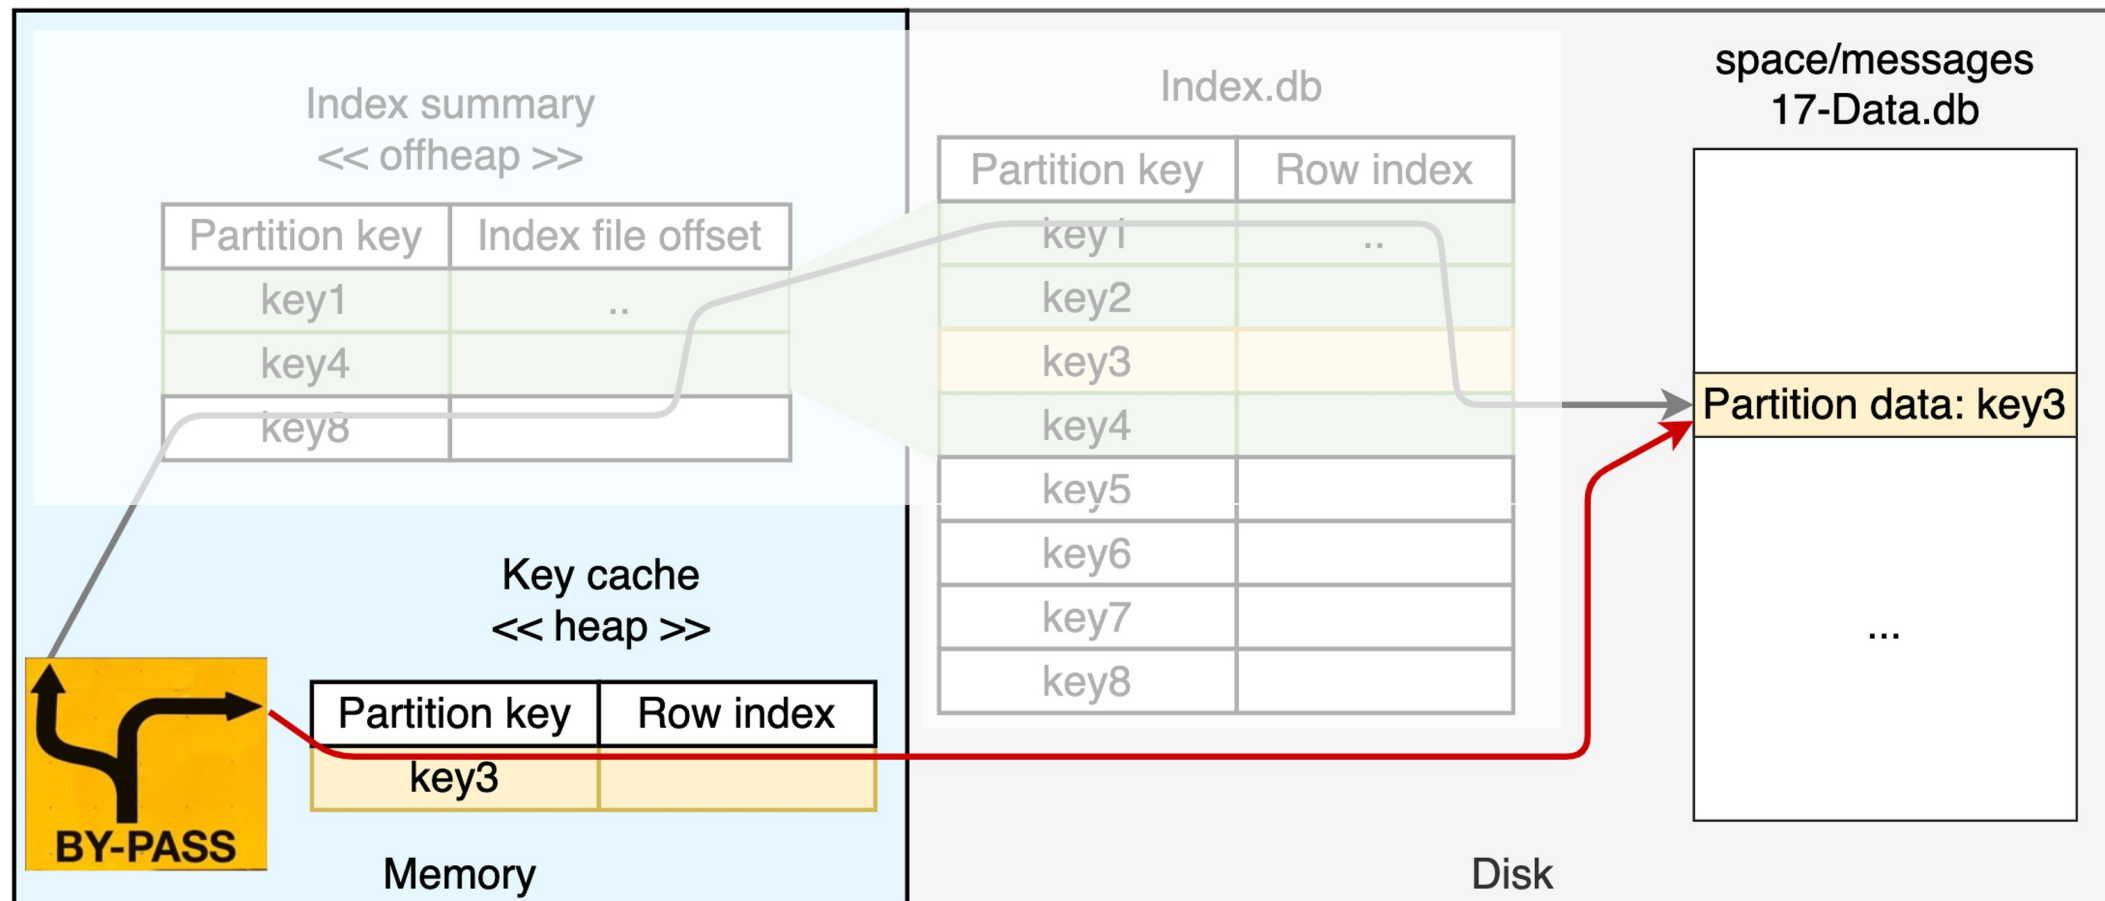 Index summary
<< offheap >>
Partition key Index file offset
key1 ..
key4
key8
Index.db
Partition key Row index
key1 ..
key2
key3
key4
key5
key6
key7
key8
space/messages
17-Data.db
Partition data: key3
...
Key cache
<< heap >>
Partition key Row index
key3
BY-PASS
Memory
Disk